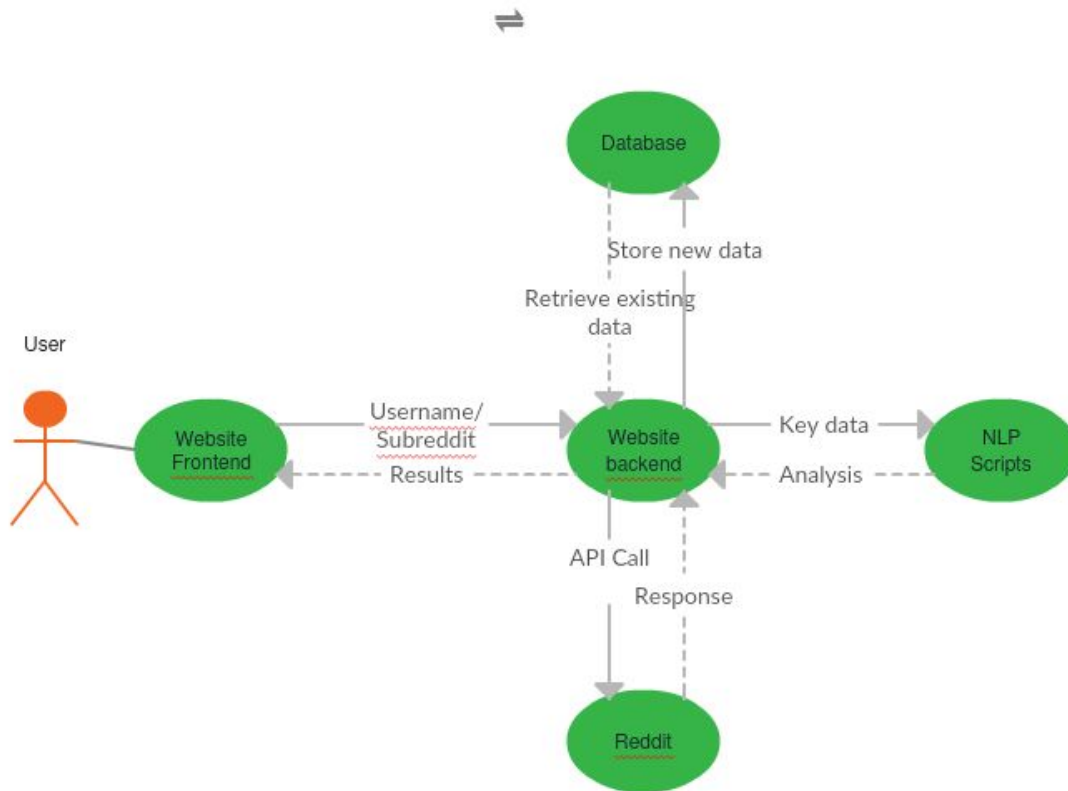 Database
Store new data
Retrieve existing
data
User
Website
Frontend
Username/
Subreddit
Results
Website
backend
Key data
Analysis
NLP
Scripts
API Call
Response
Reddit